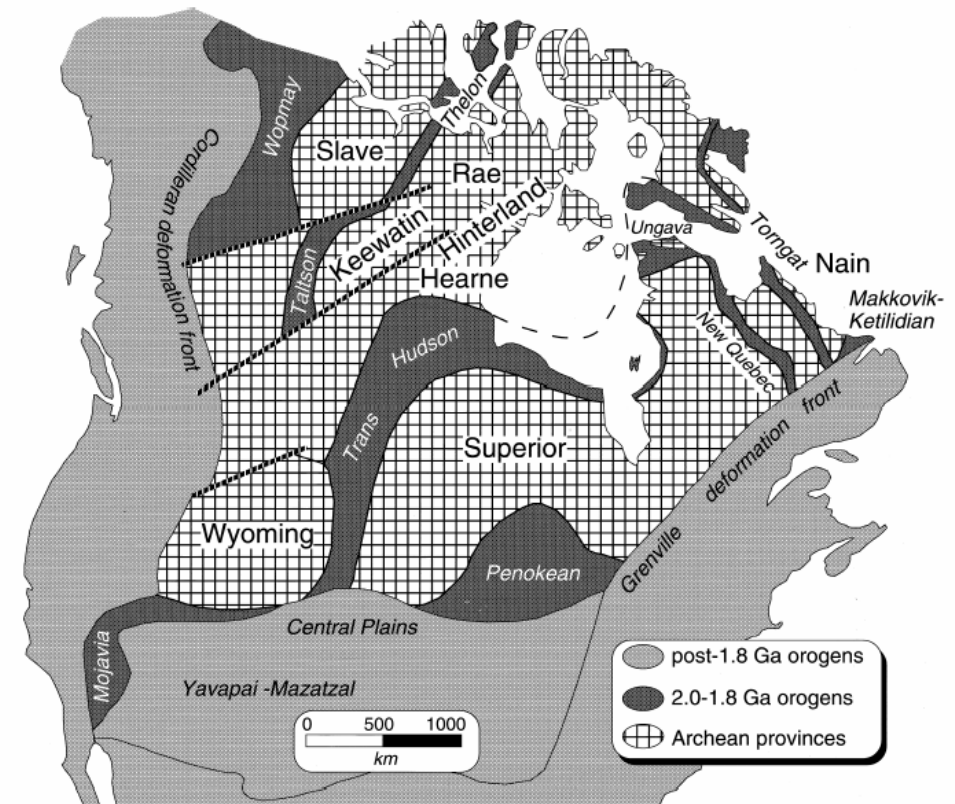 Wopmay
Cordilleran deformation front
Slave
Thelon
Rae
Keewatin
Hinterland
Taltson
Hearne
Ungava
Torngat
Nain
Makkovik-
Ketilidian
New Quebec
Hudson
Trans
Superior
Wyoming
Penokean
Grenville
deformation
front
Central Plains
Mojavia
Yavapai -Mazatzal
0 500 1000
km
post-1.8 Ga orogens
2.0-1.8 Ga orogens
Archean provinces